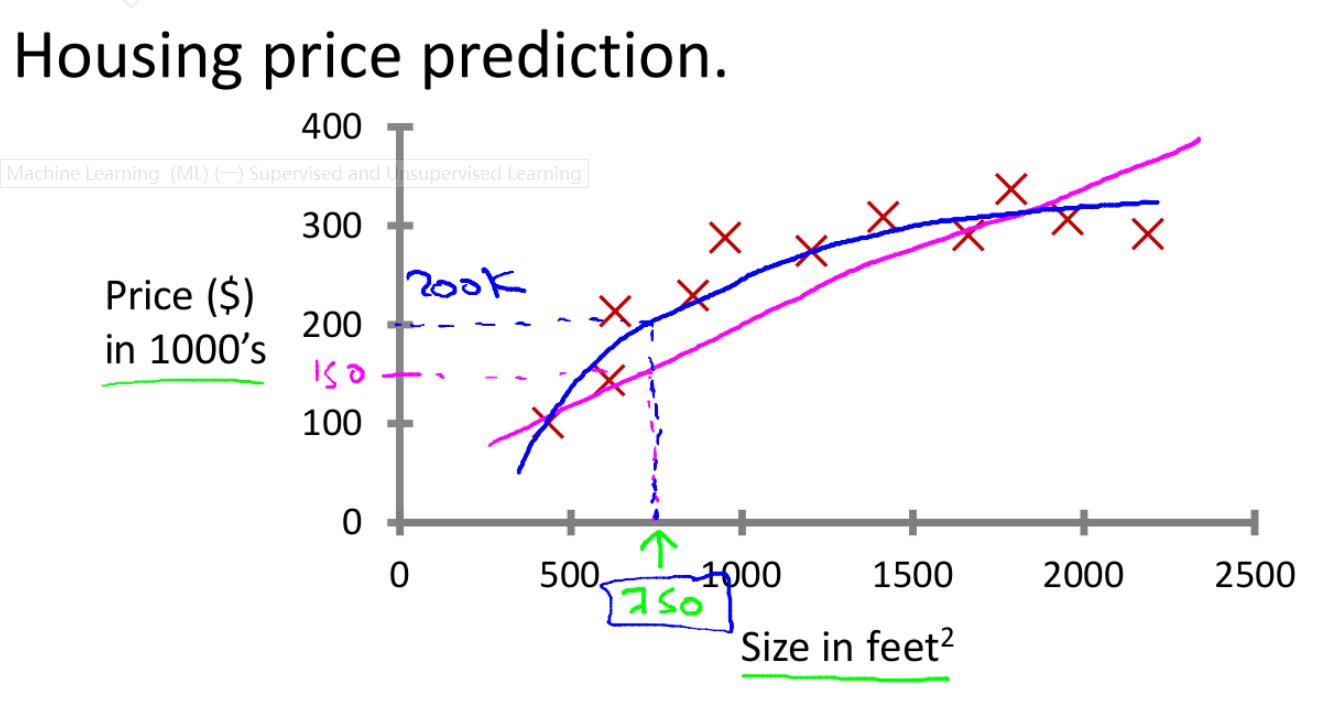 Housing price prediction.
400
Machine Learning (ML) (一) Supervised and Unsupervised Learning
300
200K
Price ($)
in 1000’s
200
150
100
0
0 500 1000 1500 2000 2500
750
Size in feet²